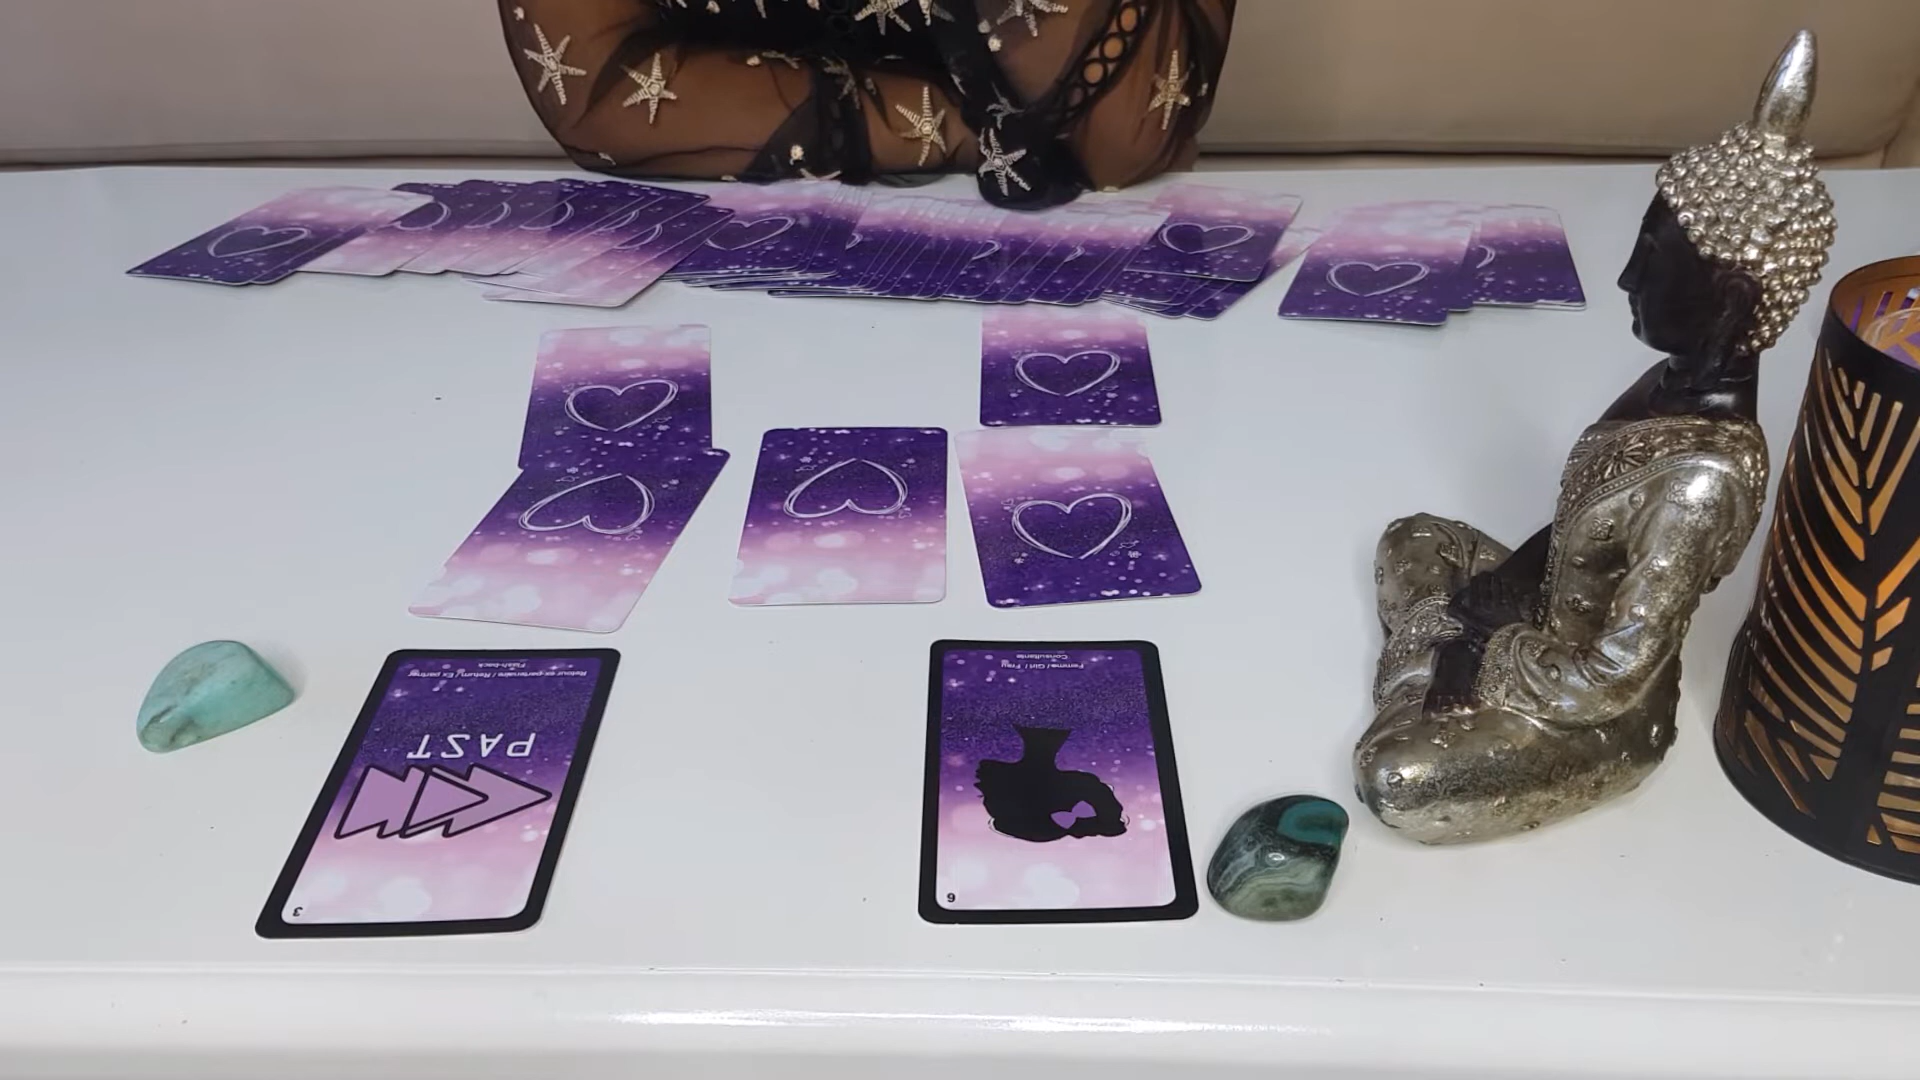 Retour ex-partenaire / Return / Ex partner
Flash-back
PAST
3
Femme / Girl / Frau
Consultante
6